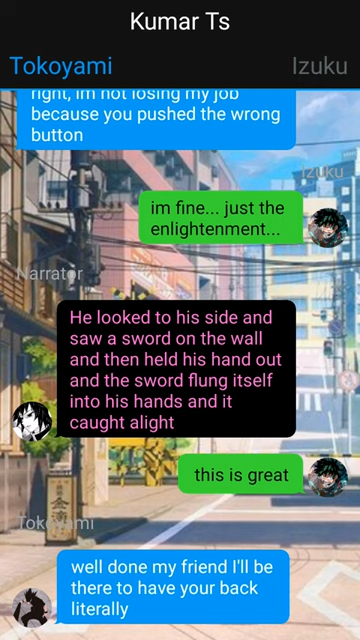 Kumar Ts
Tokoyami
Izuku
right, im not losing my job
because you pushed the wrong
button
Izuku
im fine... just the
enlightenment...
Narrator
He looked to his side and
saw a sword on the wall
and then held his hand out
and the sword flung itself
into his hands and it
caught alight
this is great
Tokoyami
well done my friend I'll be
there to have your back
literally